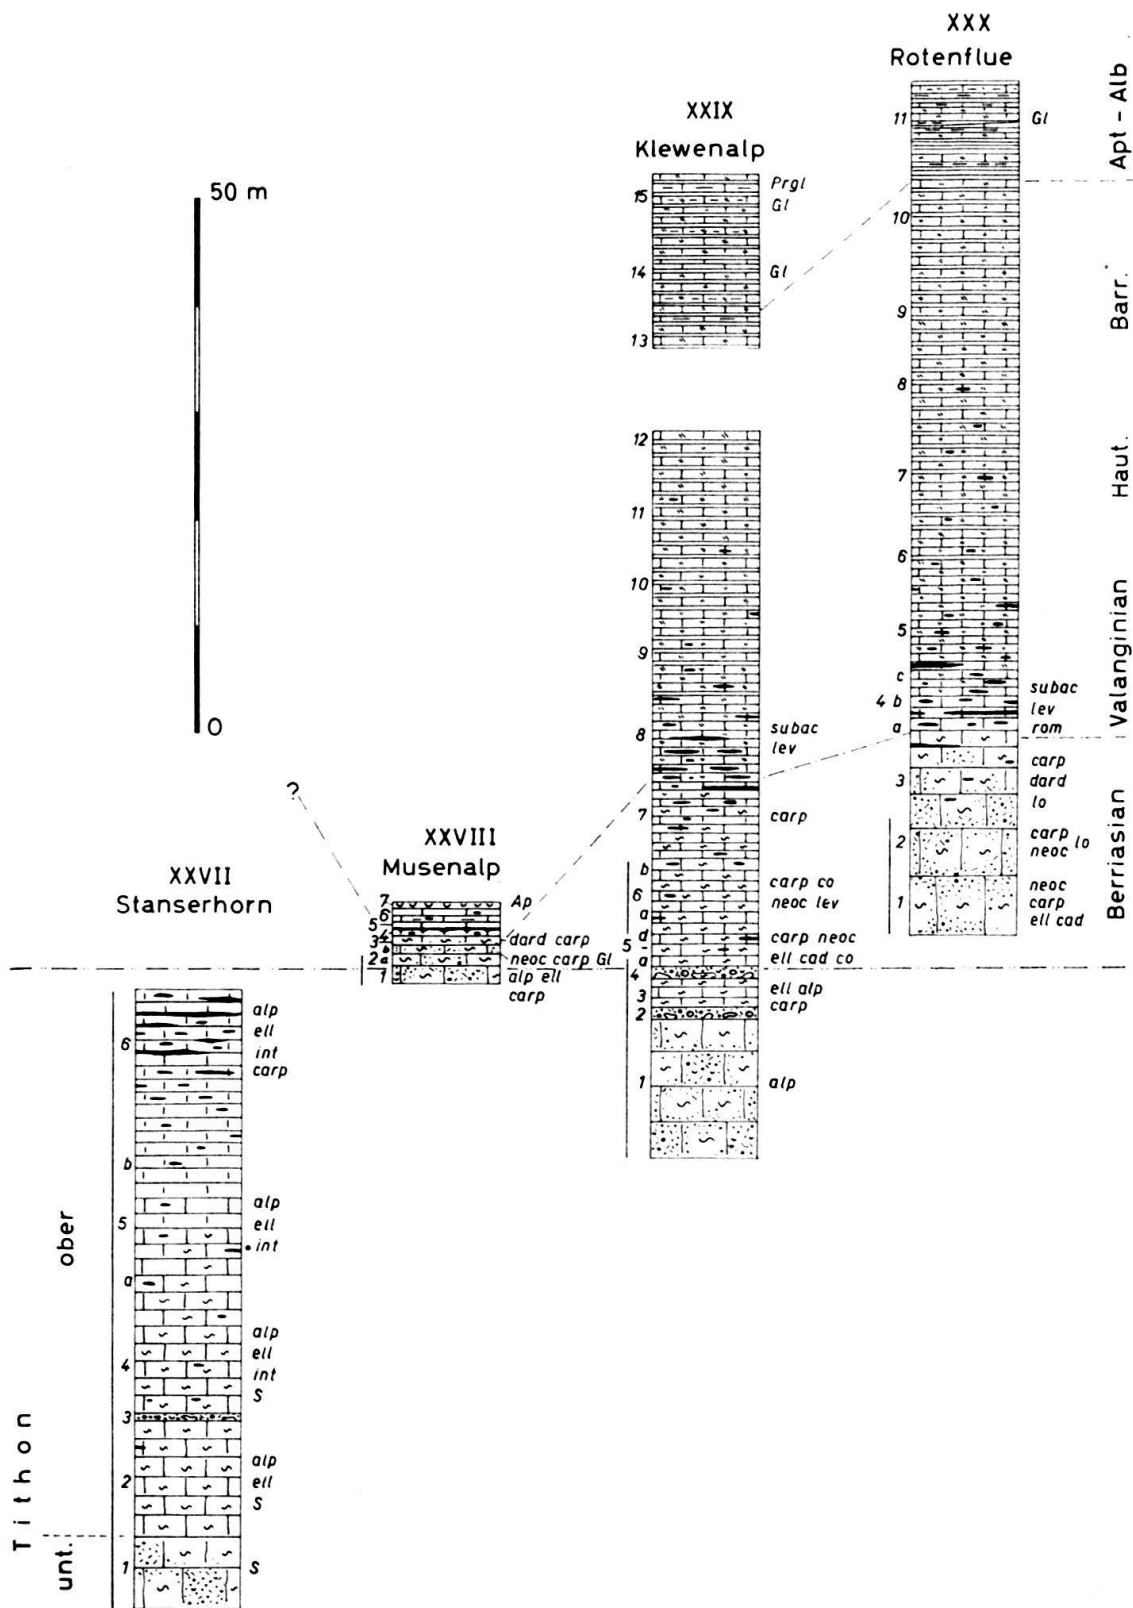 XXX
Rotenflue
11
Gl
10
9
8
7
6
5
c
4 b
a
subac
lev
rom
carp
3
dard
lo
2
carp lo
neoc
1
neoc
carp
ell cad
Apt - Alb
Barr.
Haut.
Valanginian
Berriasian
XXIX
Klewenalp
15
Prgl
Gl
14
Gl
13
12
11
10
9
8
subac
lev
7
carp
b
6
a
carp co
neoc lev
d
5
a
carp neoc
ell cad co
4
3
2
ell alp
carp
1
alp
50 m
0
?
XXVIII
Musenalp
7
Ap
6
5
4
3
dard carp
b
2 a
neoc carp Gl
1
alp ell
carp
XXVII
Stanserhorn
6
alp
ell
int
carp
b
5
a
alp
ell
int
4
alp
ell
int
S
3
2
alp
ell
S
1
S
ober
unt.
Tithon